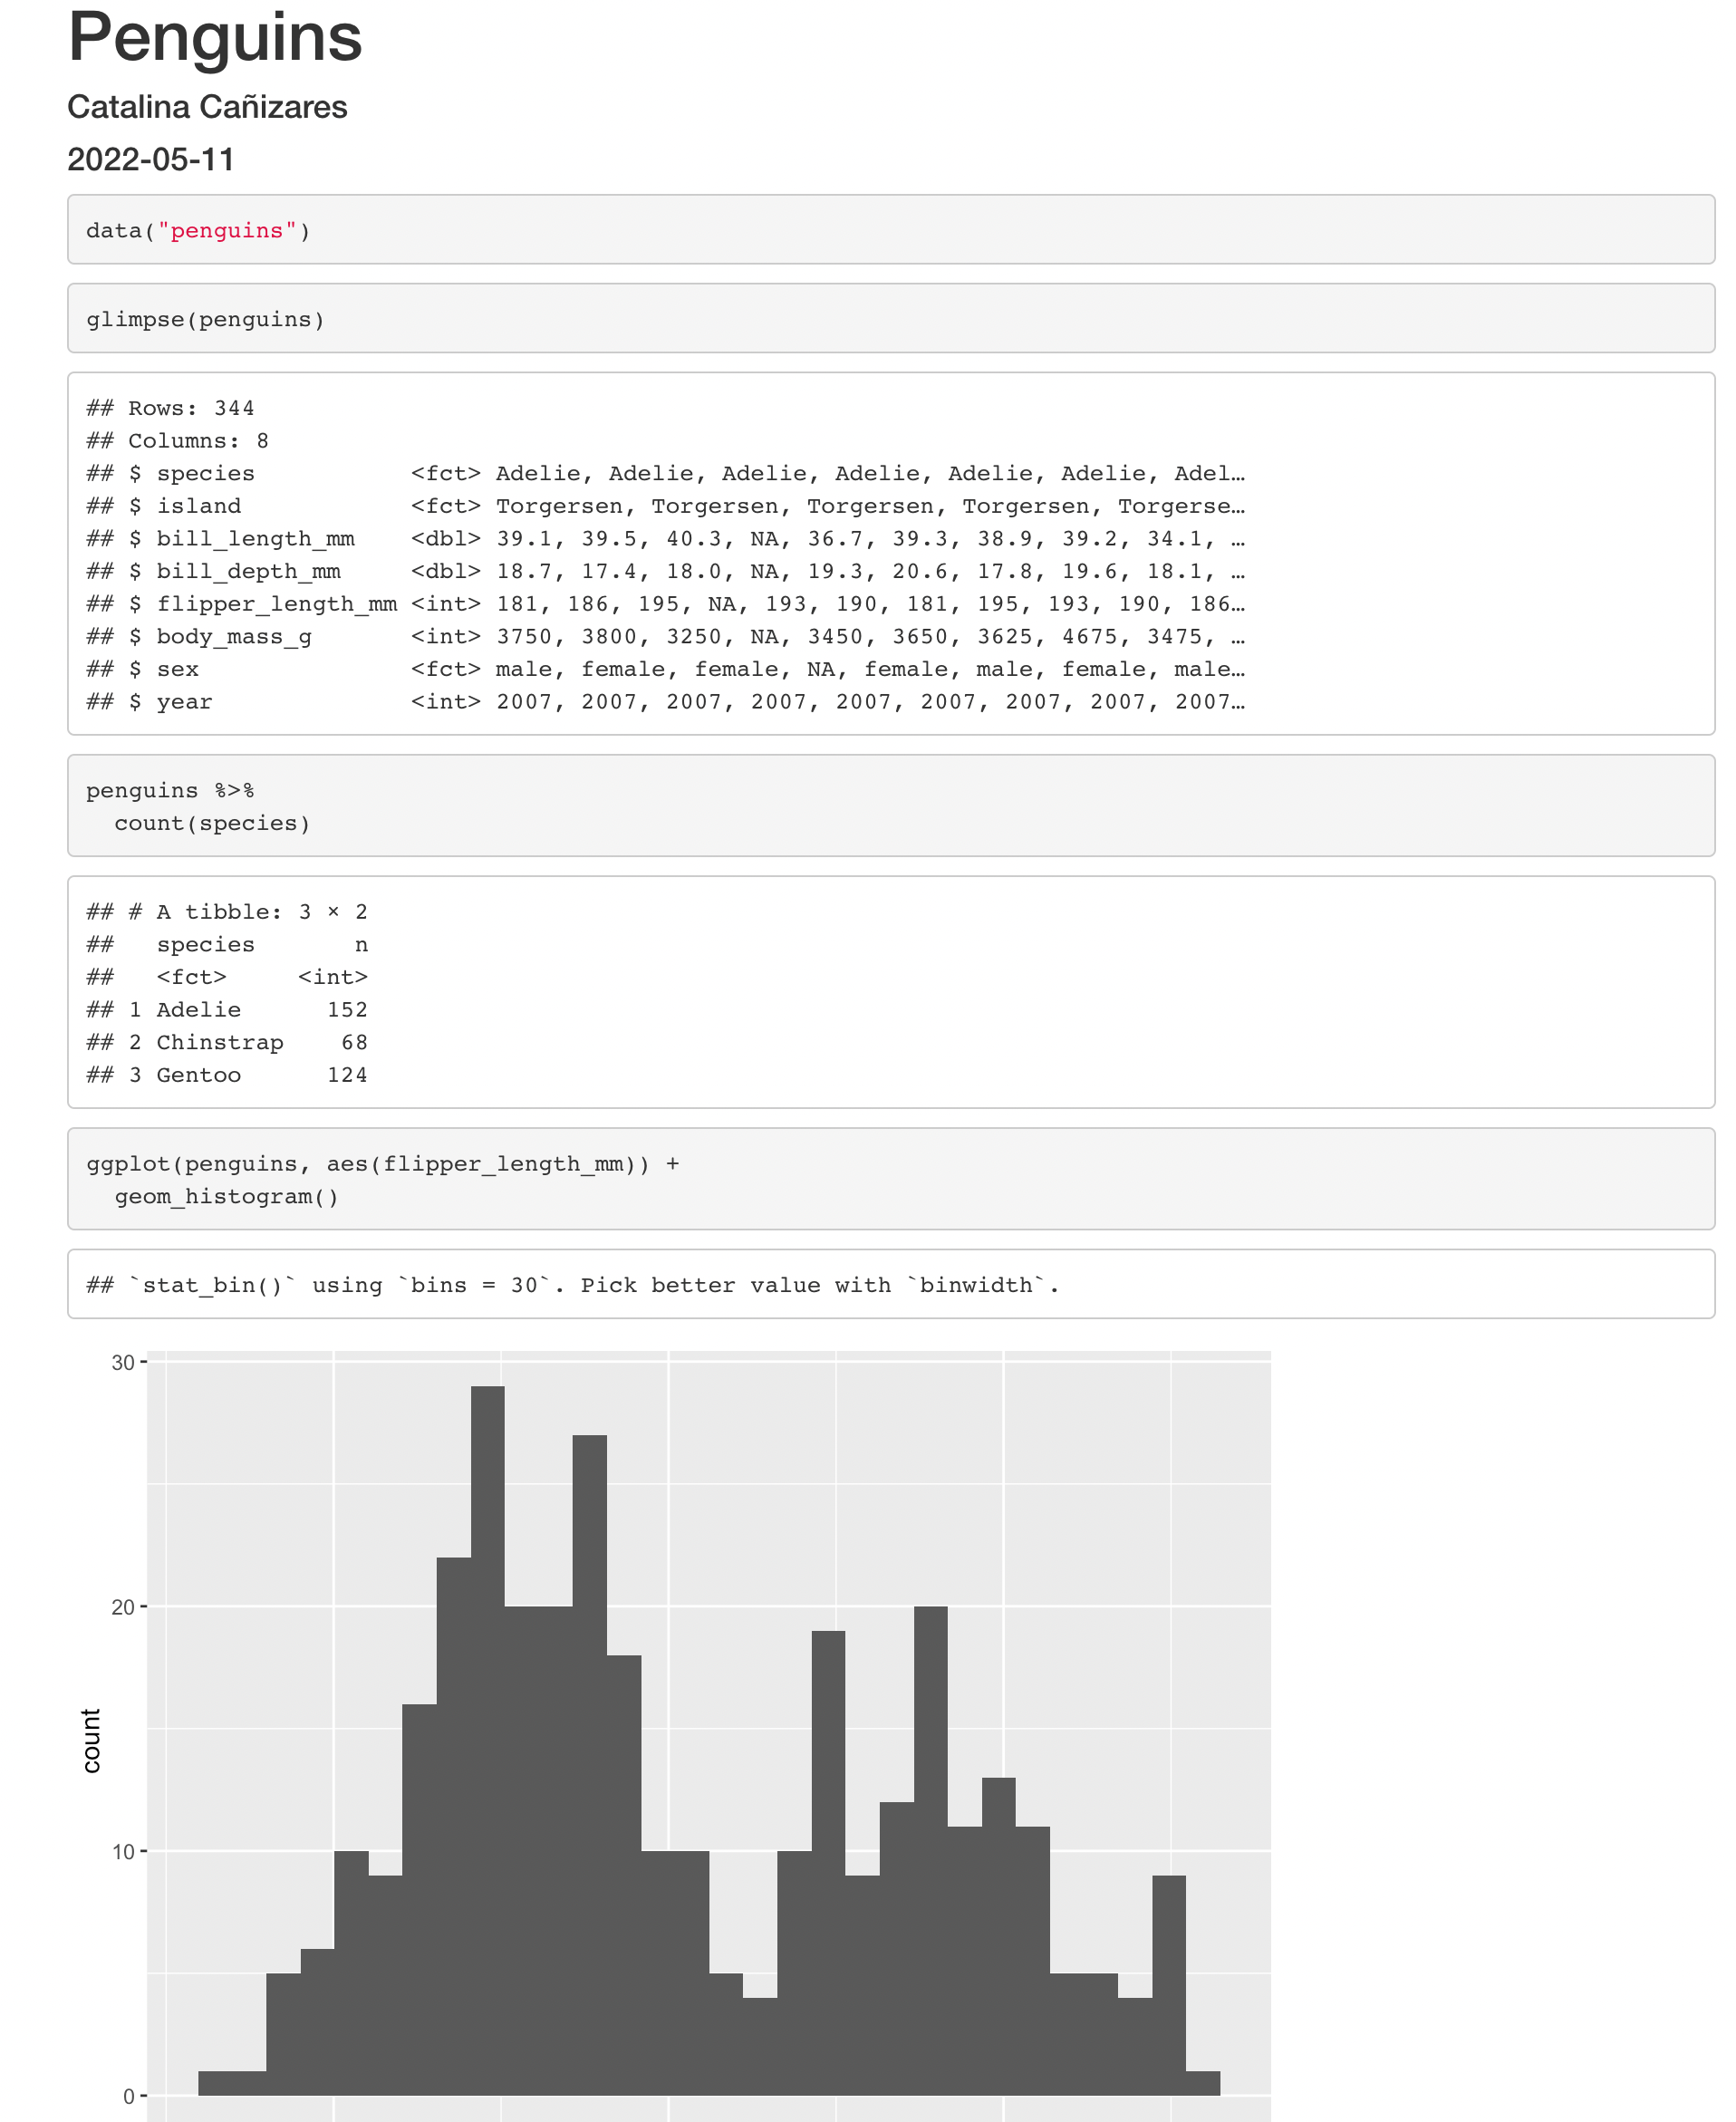 Penguins
Catalina Cañizares
2022-05-11
data("penguins")
glimpse(penguins)
## Rows: 344
## Columns: 8
## $ species           <fct> Adelie, Adelie, Adelie, Adelie, Adelie, Adelie, Adel…
## $ island            <fct> Torgersen, Torgersen, Torgersen, Torgersen, Torgerse…
## $ bill_length_mm    <dbl> 39.1, 39.5, 40.3, NA, 36.7, 39.3, 38.9, 39.2, 34.1, …
## $ bill_depth_mm     <dbl> 18.7, 17.4, 18.0, NA, 19.3, 20.6, 17.8, 19.6, 18.1, …
## $ flipper_length_mm <int> 181, 186, 195, NA, 193, 190, 181, 195, 193, 190, 186…
## $ body_mass_g       <int> 3750, 3800, 3250, NA, 3450, 3650, 3625, 4675, 3475, …
## $ sex               <fct> male, female, female, NA, female, male, female, male…
## $ year              <int> 2007, 2007, 2007, 2007, 2007, 2007, 2007, 2007, 2007…
penguins %>%
  count(species)
## # A tibble: 3 × 2
##   species       n
##   <fct>     <int>
## 1 Adelie      152
## 2 Chinstrap    68
## 3 Gentoo      124
ggplot(penguins, aes(flipper_length_mm)) +
  geom_histogram()
## `stat_bin()` using `bins = 30`. Pick better value with `binwidth`.
30
20
count
10
0